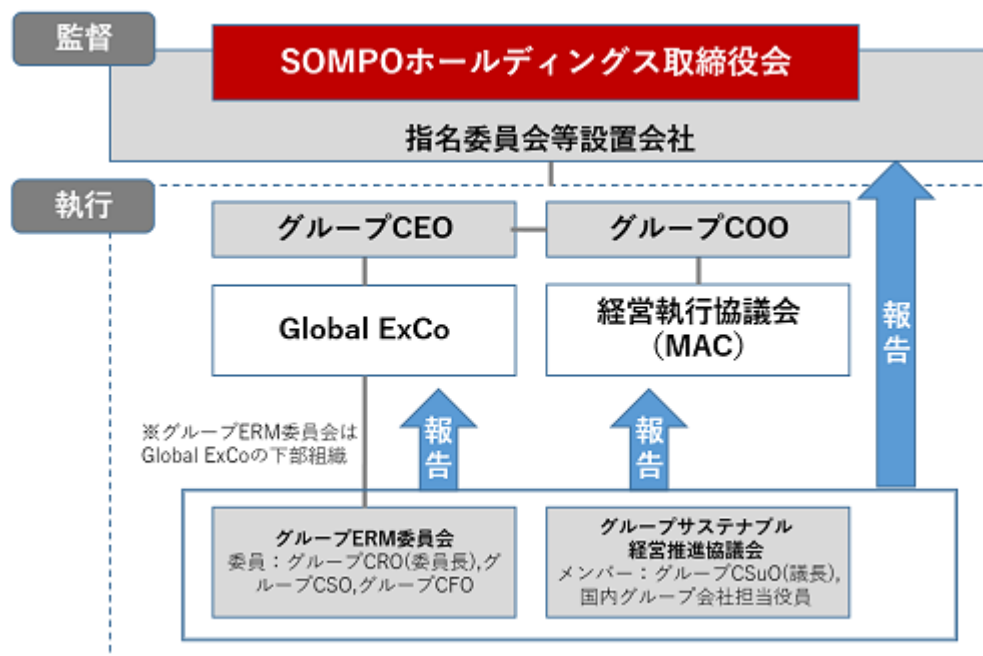 監督
SOMPOホールディングス取締役会
指名委員会等設置会社
執行
グループCEO
グループCOO
Global ExCo
経営執行協議会
（MAC）
報告
報告
報告
※グループERM委員会は
Global ExCoの下部組織
グループERM委員会
委員：グループCRO(委員長),グ
ループCSO,グループCFO
グループサステナブル
経営推進協議会
メンバー：グループCSuO(議長),
国内グループ会社担当役員